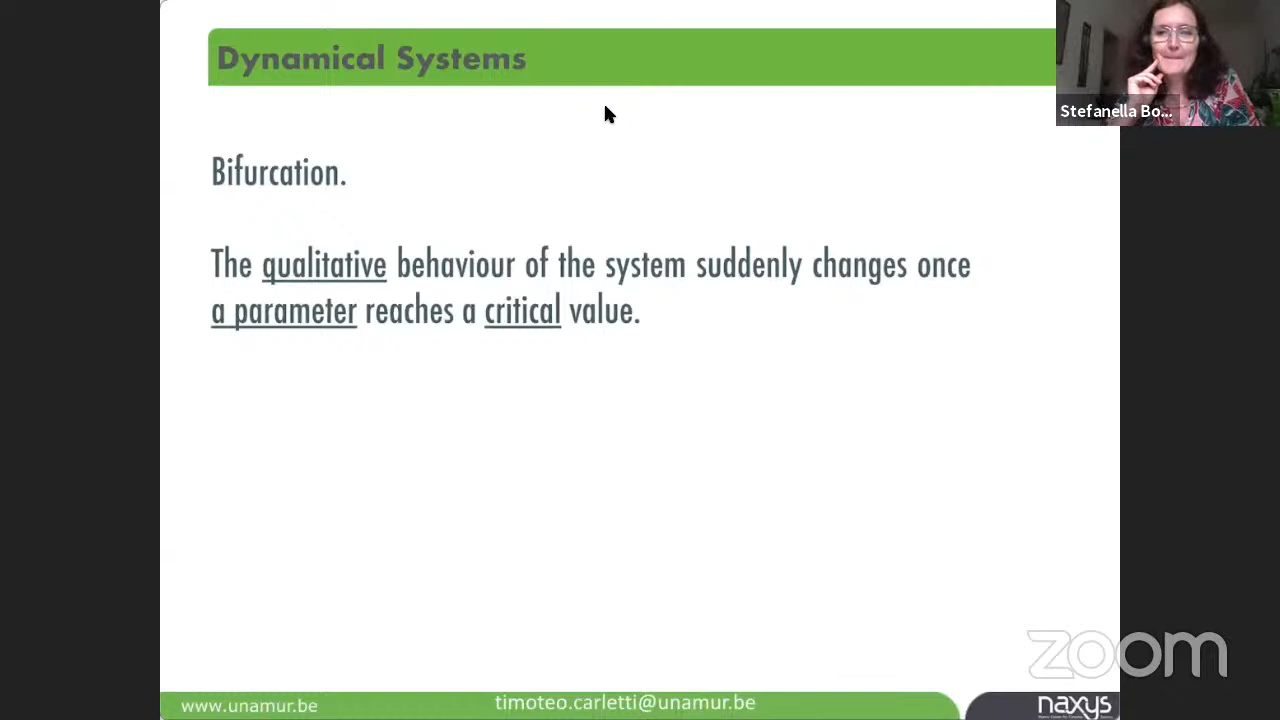 Dynamical Systems
Stefanella Bo...
Bifurcation.
The qualitative behaviour of the system suddenly changes once
a parameter reaches a critical value.
zoom
www.unamur.be
timoteo.carletti@unamur.be
naxys